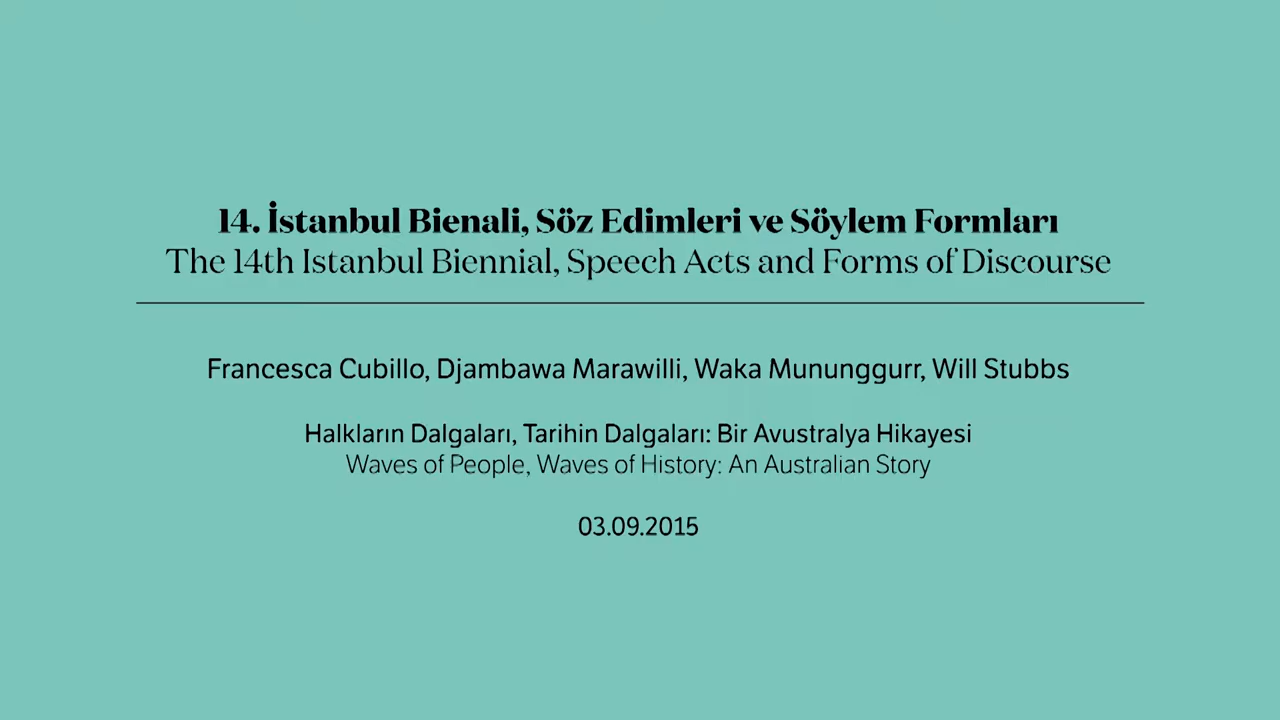 14. İstanbul Bienali, Söz Edimleri ve Söylem Formları
The 14th Istanbul Biennial, Speech Acts and Forms of Discourse
Francesca Cubillo, Djambawa Marawilli, Waka Mununggurr, Will Stubbs
Halkların Dalgaları, Tarihin Dalgaları: Bir Avustralya Hikayesi
Waves of People, Waves of History: An Australian Story
03.09.2015